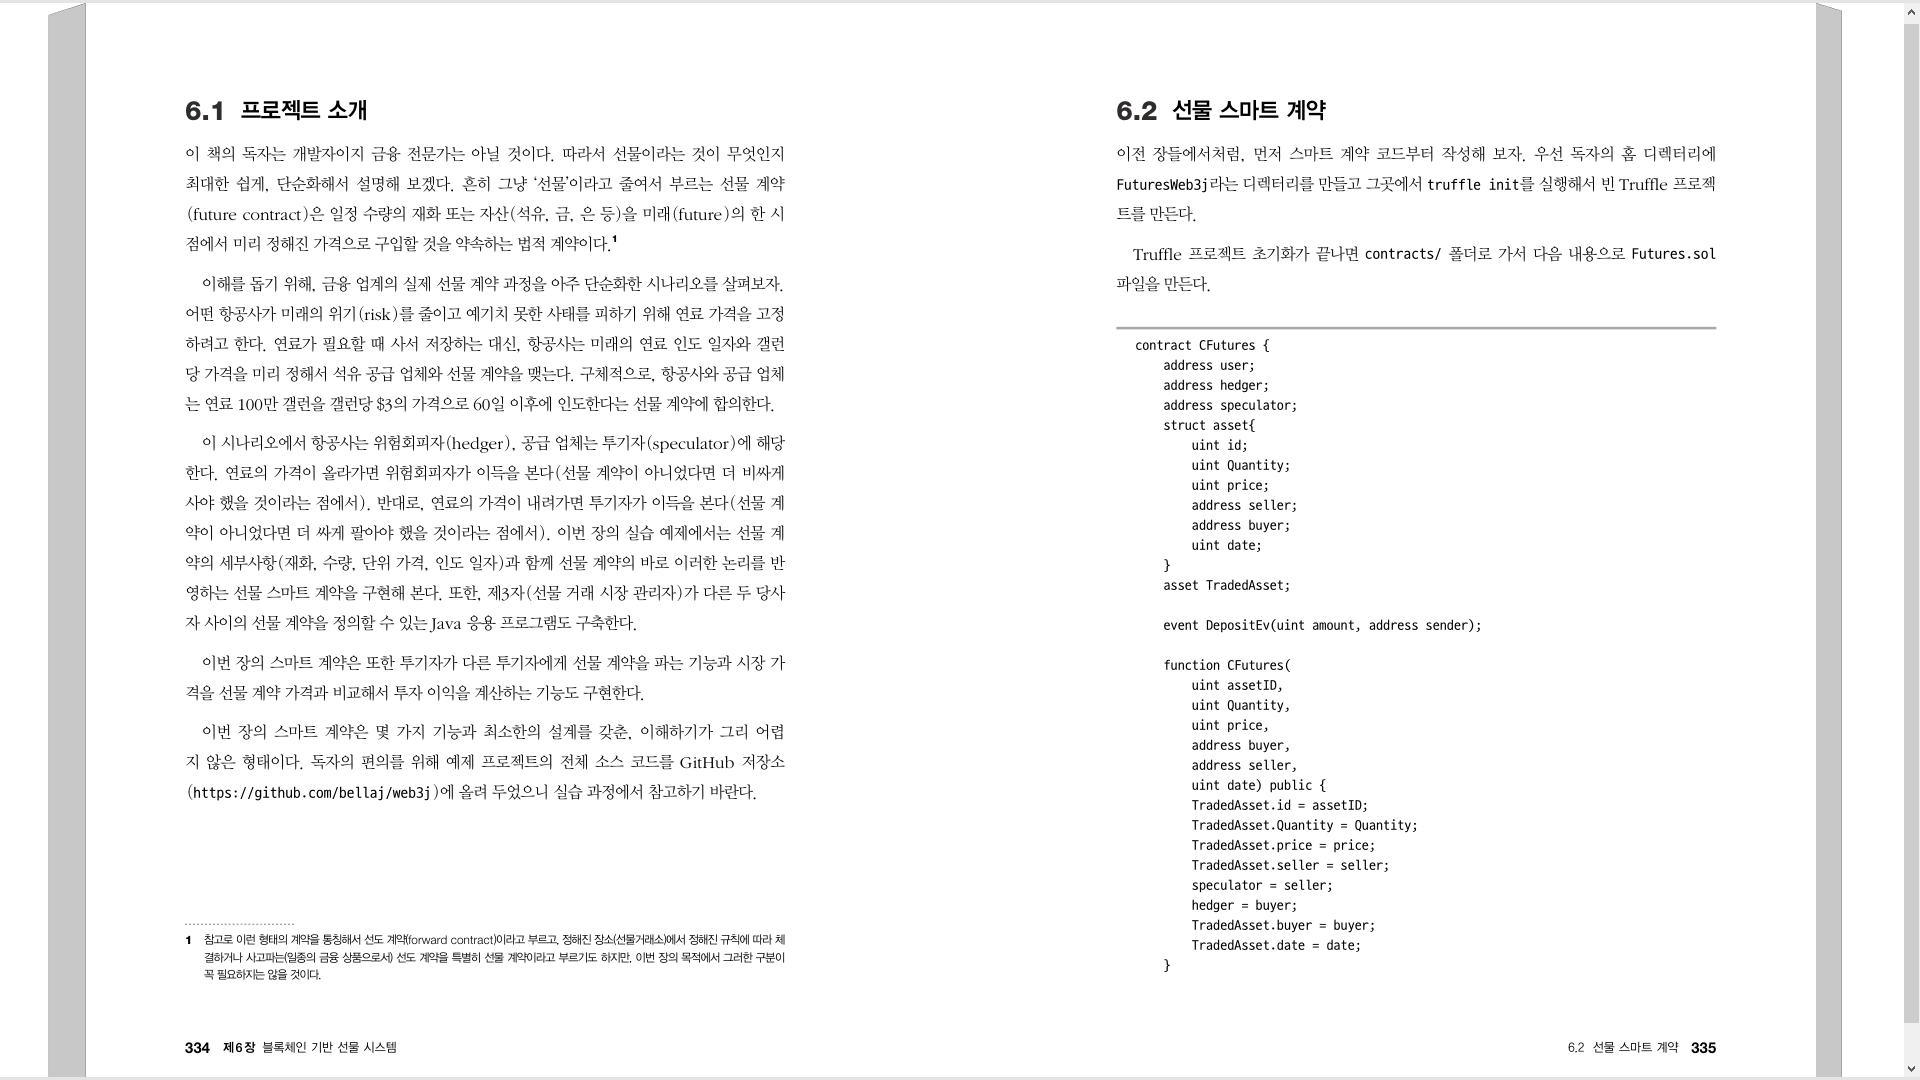 6.1 프로젝트 소개
이 책의 독자는 개발자이지 금융 전문가는 아닐 것이다. 따라서 선물이라는 것이 무엇인지
최대한 쉽게, 단순화해서 설명해 보겠다. 흔히 그냥 ‘선물’이라고 줄여서 부르는 선물 계약
(future contract)은 일정 수량의 재화 또는 자산(석유, 금, 은 등)을 미래(future)의 한 시
점에서 미리 정해진 가격으로 구입할 것을 약속하는 법적 계약이다.1
이해를 돕기 위해, 금융 업계의 실제 선물 계약 과정을 아주 단순화한 시나리오를 살펴보자.
어떤 항공사가 미래의 위기(risk)를 줄이고 예기치 못한 사태를 피하기 위해 연료 가격을 고정
하려고 한다. 연료가 필요할 때 사서 저장하는 대신, 항공사는 미래의 연료 인도 일자와 갤런
당 가격을 미리 정해서 석유 공급 업체와 선물 계약을 맺는다. 구체적으로, 항공사와 공급 업체
는 연료 100만 갤런을 갤런당 $3의 가격으로 60일 이후에 인도한다는 선물 계약에 합의한다.
이 시나리오에서 항공사는 위험회피자(hedger), 공급 업체는 투기자(speculator)에 해당
한다. 연료의 가격이 올라가면 위험회피자가 이득을 본다(선물 계약이 아니었다면 더 비싸게
사야 했을 것이라는 점에서). 반대로, 연료의 가격이 내려가면 투기자가 이득을 본다(선물 계
약이 아니었다면 더 싸게 팔아야 했을 것이라는 점에서). 이번 장의 실습 예제에서는 선물 계
약의 세부사항(재화, 수량, 단위 가격, 인도 일자)과 함께 선물 계약의 바로 이러한 논리를 반
영하는 선물 스마트 계약을 구현해 본다. 또한, 제3자(선물 거래 시장 관리자)가 다른 두 당사
자 사이의 선물 계약을 정의할 수 있는 Java 응용 프로그램도 구축한다.
이번 장의 스마트 계약은 또한 투기자가 다른 투기자에게 선물 계약을 파는 기능과 시장 가
격을 선물 계약 가격과 비교해서 투자 이익을 계산하는 기능도 구현한다.
이번 장의 스마트 계약은 몇 가지 기능과 최소한의 설계를 갖춘, 이해하기가 그리 어렵
지 않은 형태이다. 독자의 편의를 위해 예제 프로젝트의 전체 소스 코드를 GitHub 저장소
(https://github.com/bellaj/web3j)에 올려 두었으니 실습 과정에서 참고하기 바란다.
1 참고로 이런 형태의 계약을 통칭해서 선도 계약(forward contract)이라고 부르고, 정해진 장소(선물거래소)에서 정해진 규칙에 따라 체
결하거나 사고파는(일종의 금융 상품으로서) 선도 계약을 특별히 선물 계약이라고 부르기도 하지만, 이번 장의 목적에서 그러한 구분이
꼭 필요하지는 않을 것이다.
334 제6장 블록체인 기반 선물 시스템
6.2 선물 스마트 계약
이전 장들에서처럼, 먼저 스마트 계약 코드부터 작성해 보자. 우선 독자의 홈 디렉터리에
FuturesWeb3j라는 디렉터리를 만들고 그곳에서 truffle init를 실행해서 빈 Truffle 프로젝
트를 만든다.
Truffle 프로젝트 초기화가 끝나면 contracts/ 폴더로 가서 다음 내용으로 Futures.sol
파일을 만든다.
contract CFutures {
address user;
address hedger;
address speculator;
struct asset{
uint id;
uint Quantity;
uint price;
address seller;
address buyer;
uint date;
}
asset TradedAsset;
event DepositEv(uint amount, address sender);
function CFutures(
uint assetID,
uint Quantity,
uint price,
address buyer,
address seller,
uint date) public {
TradedAsset.id = assetID;
TradedAsset.Quantity = Quantity;
TradedAsset.price = price;
TradedAsset.seller = seller;
speculator = seller;
hedger = buyer;
TradedAsset.buyer = buyer;
TradedAsset.date = date;
}
6.2 선물 스마트 계약 335